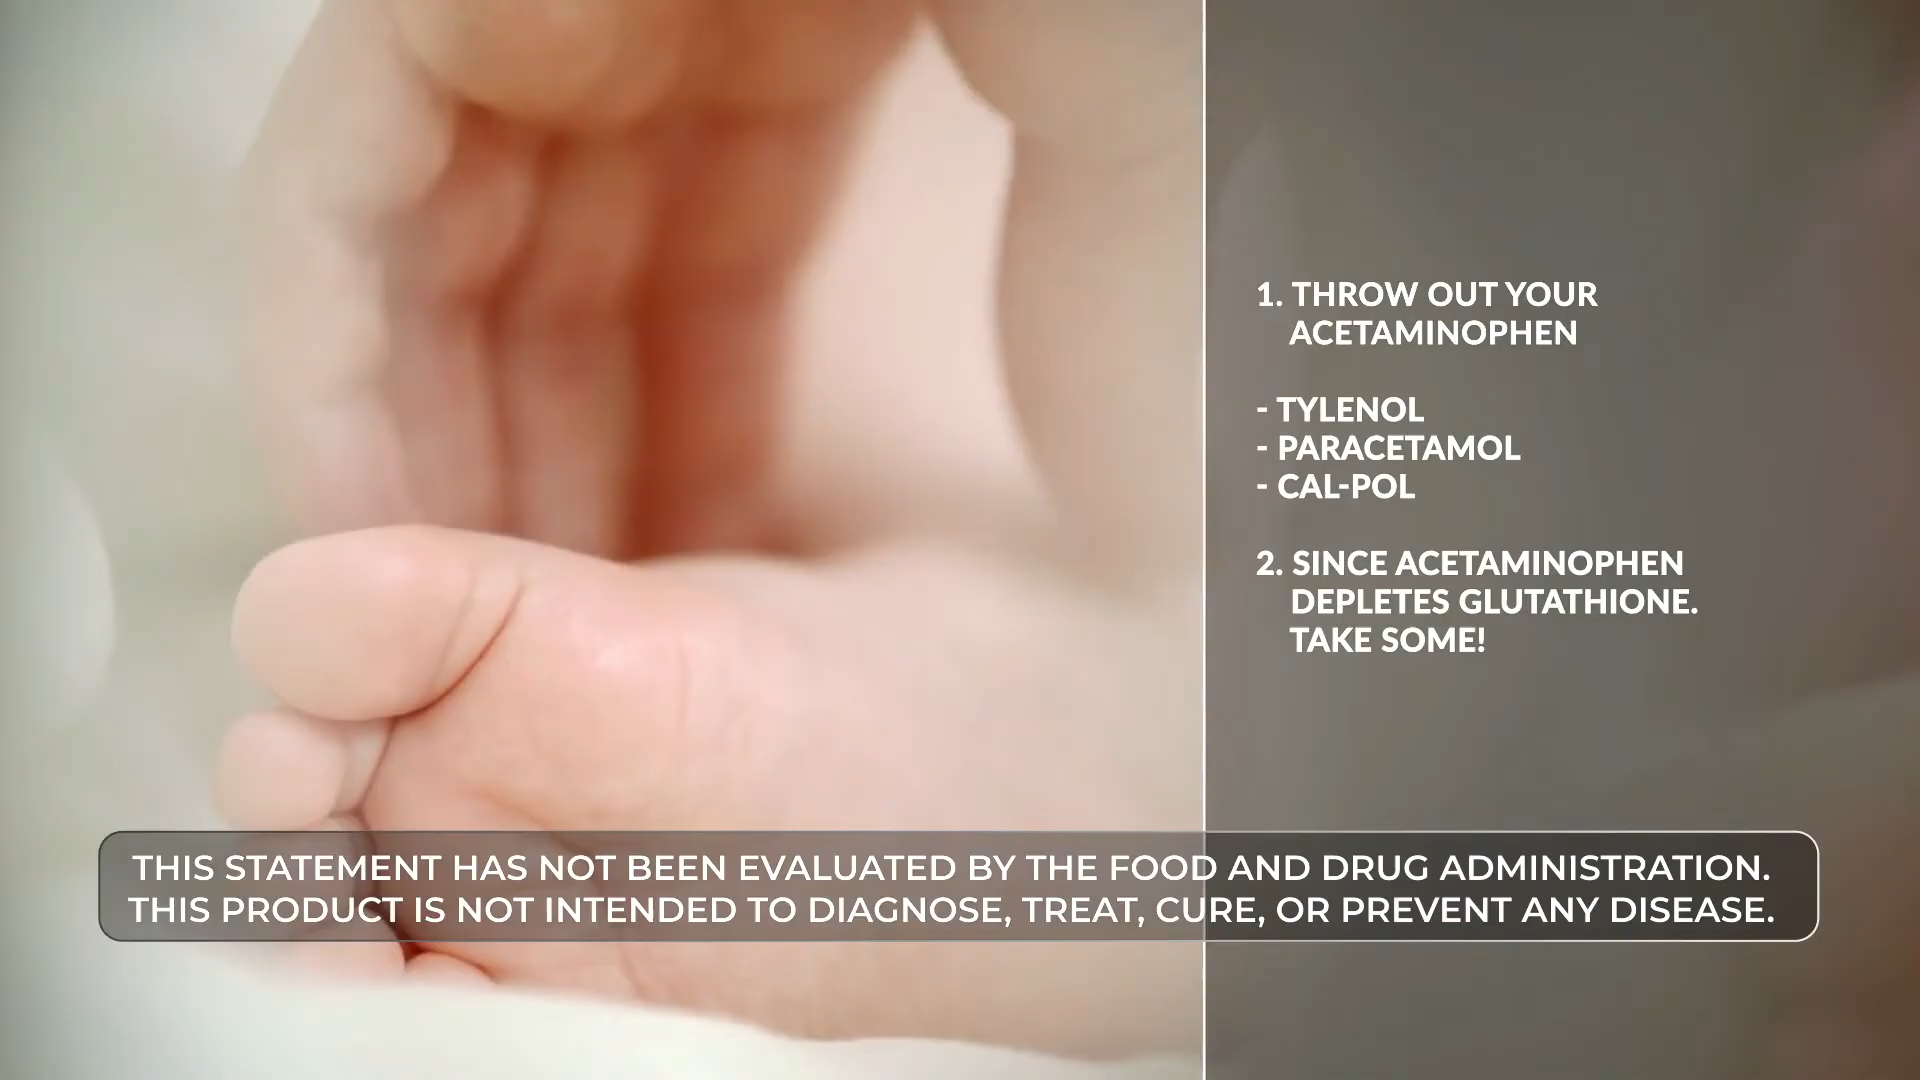 1. THROW OUT YOUR
ACETAMINOPHEN
- TYLENOL
- PARACETAMOL
- CAL-POL
2. SINCE ACETAMINOPHEN
DEPLETES GLUTATHIONE.
TAKE SOME!
THIS STATEMENT HAS NOT BEEN EVALUATED BY THE FOOD AND DRUG ADMINISTRATION.
THIS PRODUCT IS NOT INTENDED TO DIAGNOSE, TREAT, CURE, OR PREVENT ANY DISEASE.